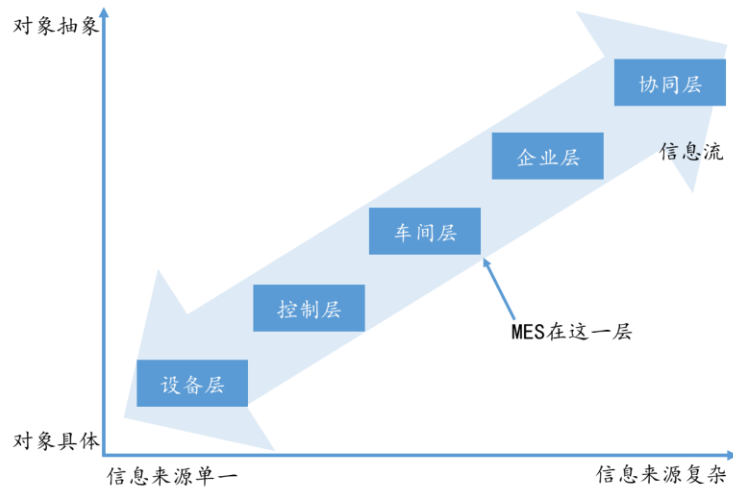 对象抽象
协同层
企业层
信息流
车间层
控制层
MES在这一层
设备层
对象具体
信息来源单一
信息来源复杂